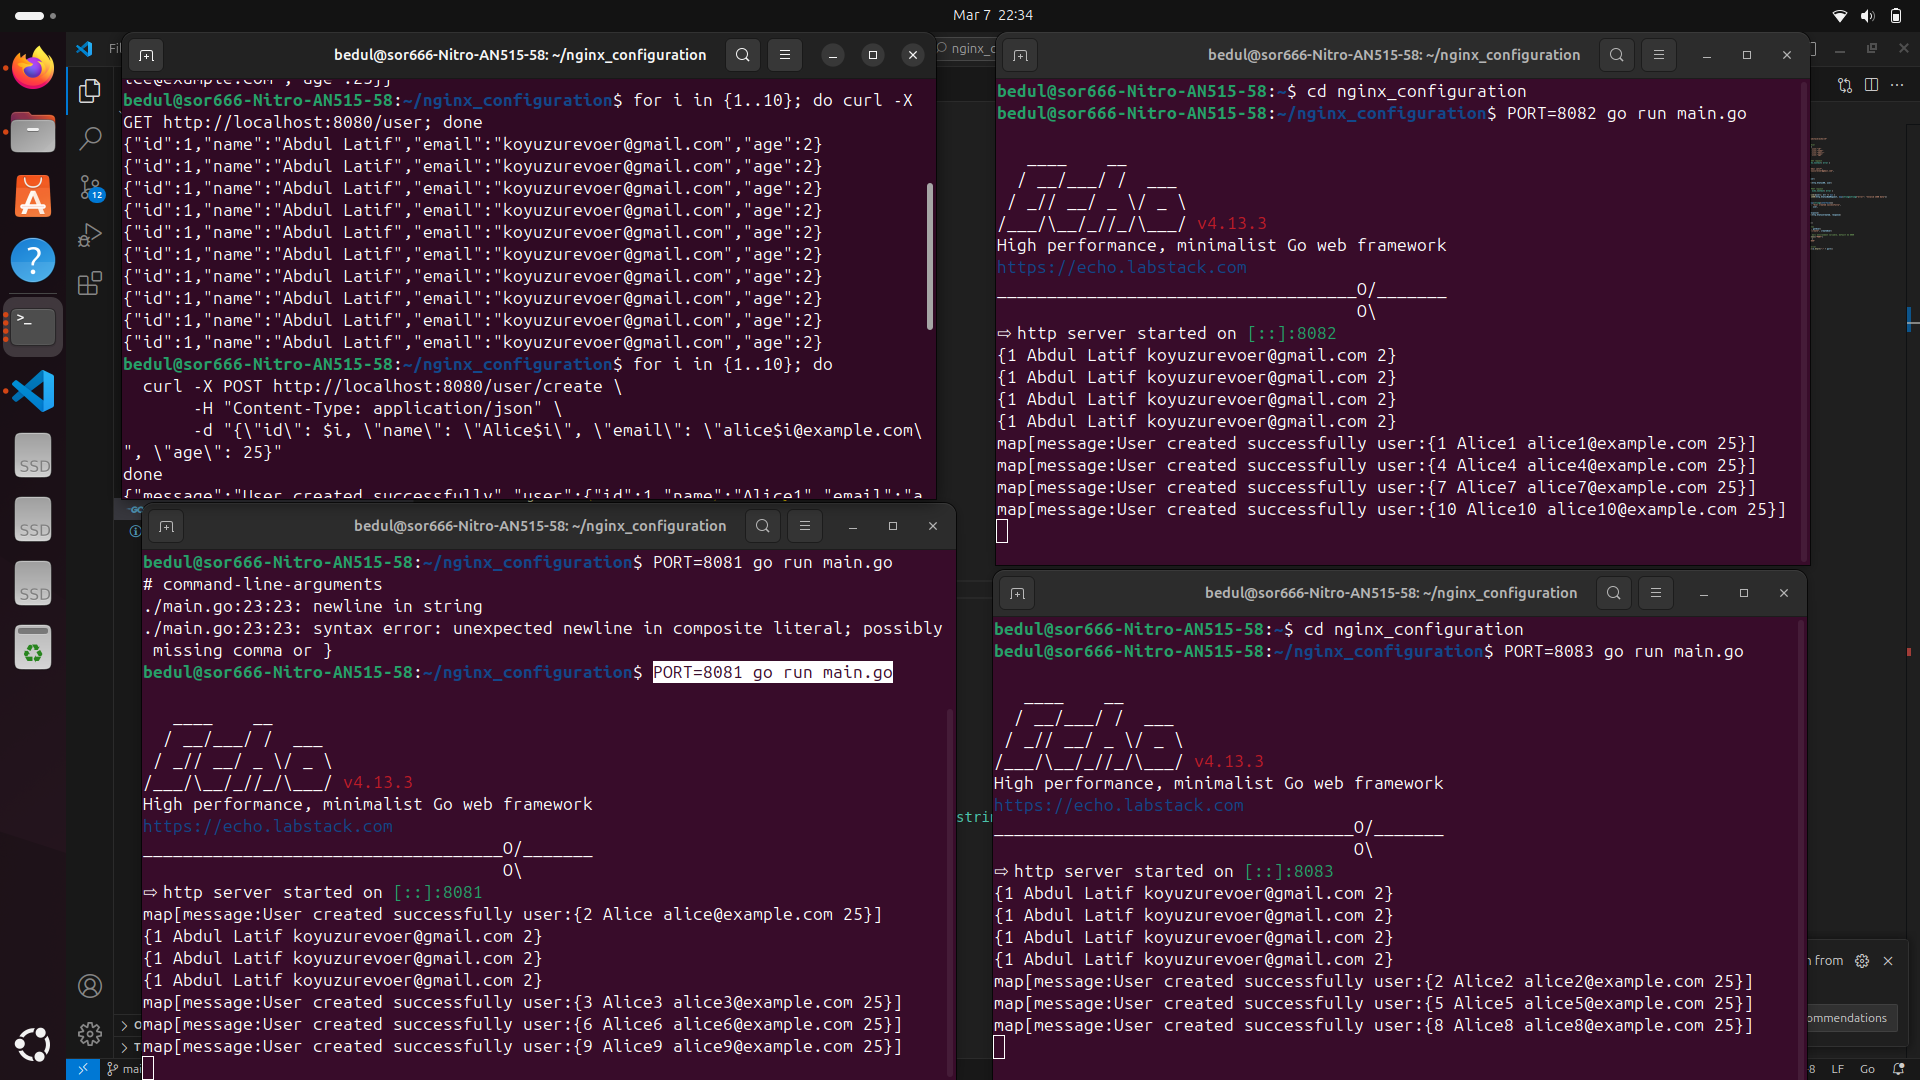 Mar 7 22:34
bedul@sor666-Nitro-AN515-58: ~/nginx_configuration
bedul@sor666-Nitro-AN515-58:~/nginx_configuration$ for i in {1..10}; do curl -X
GET http://localhost:8080/user; done
{"id":1,"name":"Abdul Latif","email":"koyuzurevoer@gmail.com","age":2}
{"id":1,"name":"Abdul Latif","email":"koyuzurevoer@gmail.com","age":2}
{"id":1,"name":"Abdul Latif","email":"koyuzurevoer@gmail.com","age":2}
{"id":1,"name":"Abdul Latif","email":"koyuzurevoer@gmail.com","age":2}
{"id":1,"name":"Abdul Latif","email":"koyuzurevoer@gmail.com","age":2}
{"id":1,"name":"Abdul Latif","email":"koyuzurevoer@gmail.com","age":2}
{"id":1,"name":"Abdul Latif","email":"koyuzurevoer@gmail.com","age":2}
{"id":1,"name":"Abdul Latif","email":"koyuzurevoer@gmail.com","age":2}
{"id":1,"name":"Abdul Latif","email":"koyuzurevoer@gmail.com","age":2}
{"id":1,"name":"Abdul Latif","email":"koyuzurevoer@gmail.com","age":2}
bedul@sor666-Nitro-AN515-58:~/nginx_configuration$ for i in {1..10}; do
  curl -X POST http://localhost:8080/user/create \
       -H "Content-Type: application/json" \
       -d "{\"id\": $i, \"name\": \"Alice$i\", \"email\": \"alice$i@example.com\
", \"age\": 25}"
done
{"message":"User created successfully","user":{"id":1,"name":"Alice1","email":"a
bedul@sor666-Nitro-AN515-58: ~/nginx_configuration
bedul@sor666-Nitro-AN515-58:~$ cd nginx_configuration
bedul@sor666-Nitro-AN515-58:~/nginx_configuration$ PORT=8082 go run main.go
Echo
v4.13.3
High performance, minimalist Go web framework
https://echo.labstack.com
____________________________________O/_______
                                    O\
⇨ http server started on [::]:8082
{1 Abdul Latif koyuzurevoer@gmail.com 2}
{1 Abdul Latif koyuzurevoer@gmail.com 2}
{1 Abdul Latif koyuzurevoer@gmail.com 2}
{1 Abdul Latif koyuzurevoer@gmail.com 2}
map[message:User created successfully user:{1 Alice1 alice1@example.com 25}]
map[message:User created successfully user:{4 Alice4 alice4@example.com 25}]
map[message:User created successfully user:{7 Alice7 alice7@example.com 25}]
map[message:User created successfully user:{10 Alice10 alice10@example.com 25}]
bedul@sor666-Nitro-AN515-58: ~/nginx_configuration
bedul@sor666-Nitro-AN515-58:~/nginx_configuration$ PORT=8081 go run main.go
# command-line-arguments
./main.go:23:23: newline in string
./main.go:23:23: syntax error: unexpected newline in composite literal; possibly
 missing comma or }
bedul@sor666-Nitro-AN515-58:~/nginx_configuration$ PORT=8081 go run main.go
Echo
v4.13.3
High performance, minimalist Go web framework
https://echo.labstack.com
____________________________________O/_______
                                    O\
⇨ http server started on [::]:8081
map[message:User created successfully user:{2 Alice alice@example.com 25}]
{1 Abdul Latif koyuzurevoer@gmail.com 2}
{1 Abdul Latif koyuzurevoer@gmail.com 2}
{1 Abdul Latif koyuzurevoer@gmail.com 2}
map[message:User created successfully user:{3 Alice3 alice3@example.com 25}]
map[message:User created successfully user:{6 Alice6 alice6@example.com 25}]
map[message:User created successfully user:{9 Alice9 alice9@example.com 25}]
bedul@sor666-Nitro-AN515-58: ~/nginx_configuration
bedul@sor666-Nitro-AN515-58:~$ cd nginx_configuration
bedul@sor666-Nitro-AN515-58:~/nginx_configuration$ PORT=8083 go run main.go
Echo
v4.13.3
High performance, minimalist Go web framework
https://echo.labstack.com
____________________________________O/_______
                                    O\
⇨ http server started on [::]:8083
{1 Abdul Latif koyuzurevoer@gmail.com 2}
{1 Abdul Latif koyuzurevoer@gmail.com 2}
{1 Abdul Latif koyuzurevoer@gmail.com 2}
{1 Abdul Latif koyuzurevoer@gmail.com 2}
map[message:User created successfully user:{2 Alice2 alice2@example.com 25}]
map[message:User created successfully user:{5 Alice5 alice5@example.com 25}]
map[message:User created successfully user:{8 Alice8 alice8@example.com 25}]
12
SSD
SSD
SSD
from
LF
Go